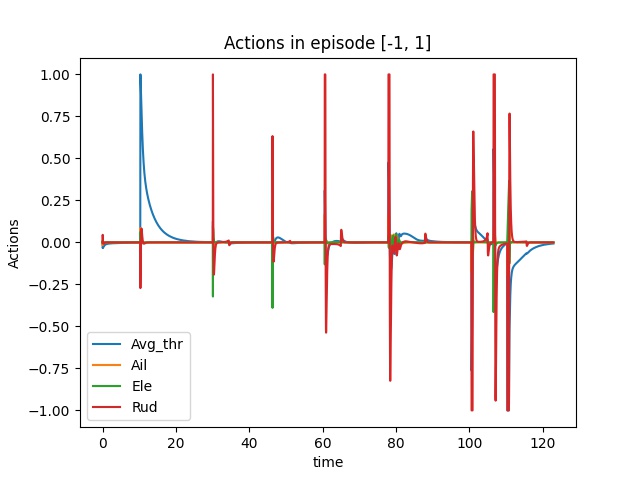 Actions in episode [-1, 1]
1.00
0.75
0.50
0.25
0.00
−0.25
−0.50
−0.75
−1.00
Actions
Avg_thr
Ail
Ele
Rud
0 20 40 60 80 100 120
time